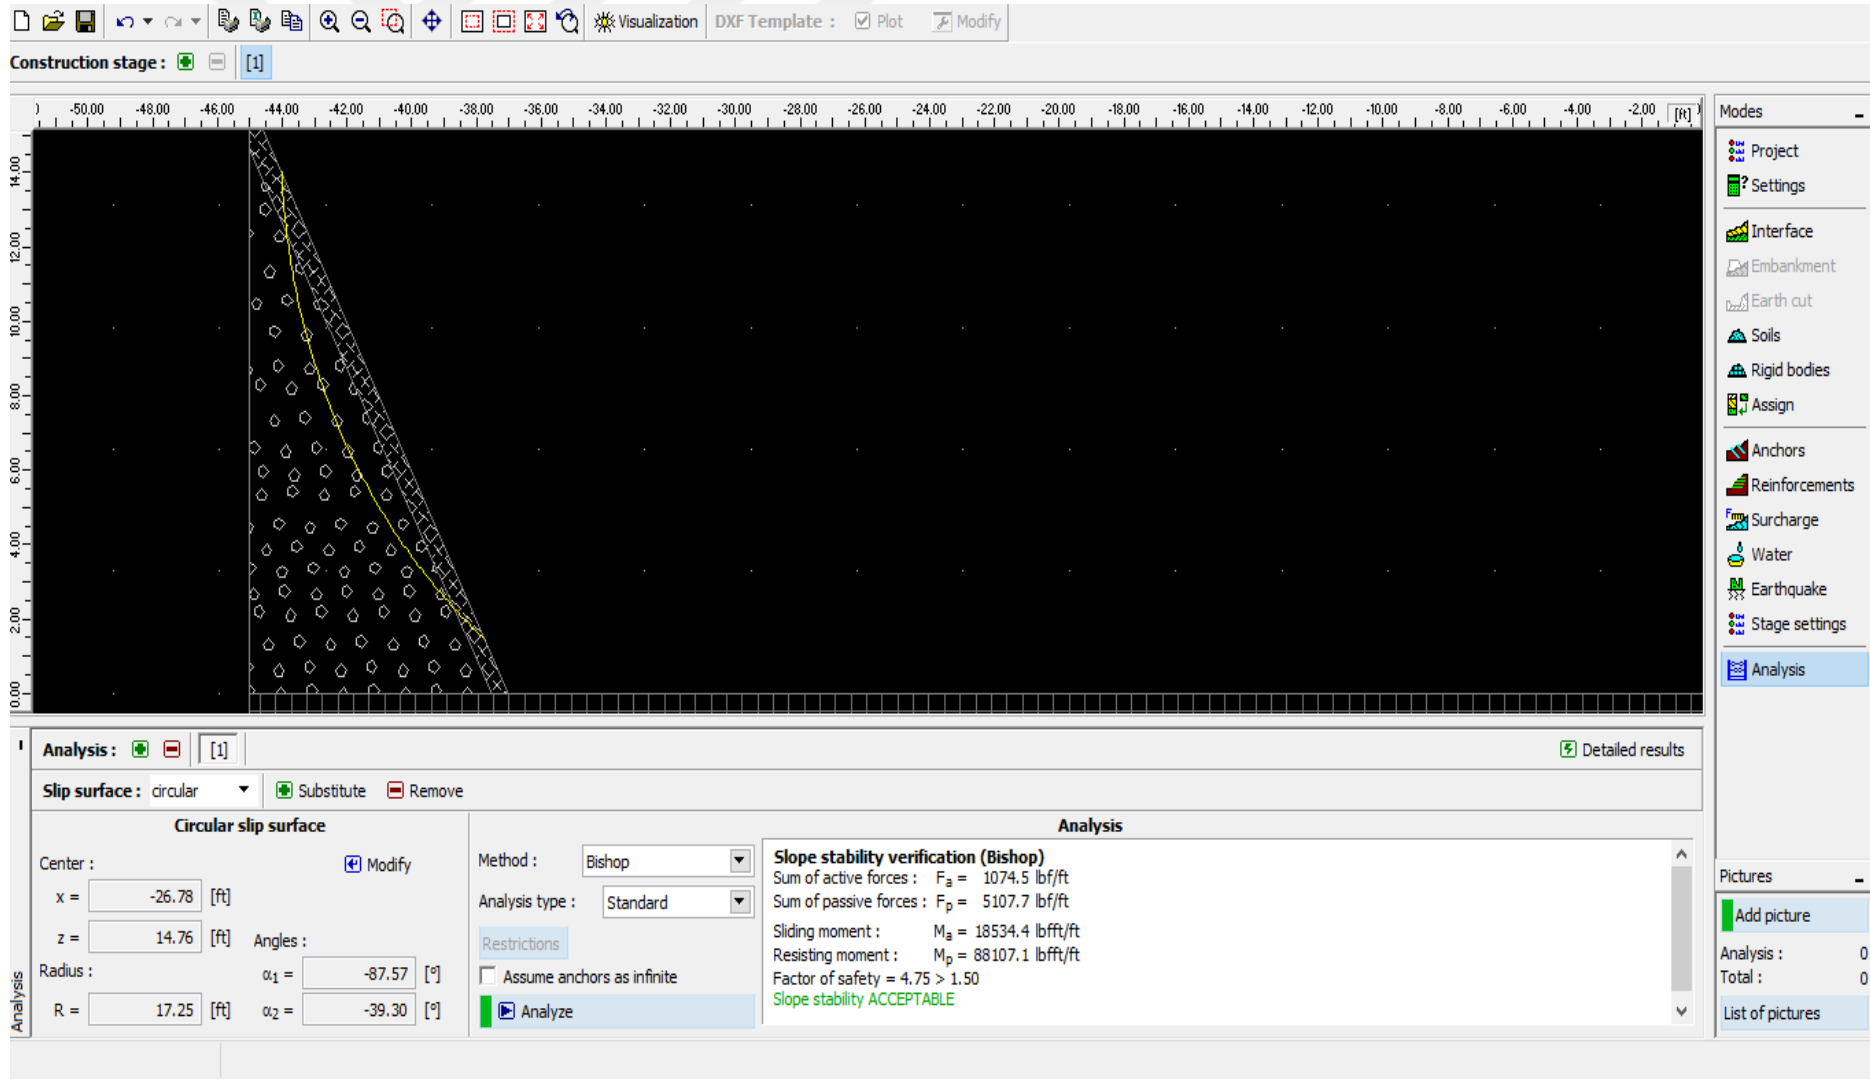 Visualization DXF Template : Plot Modify
Construction stage : [1]
-50.00 -48.00 -46.00 -44.00 -42.00 -40.00 -38.00 -36.00 -34.00 -32.00 -30.00 -28.00 -26.00 -24.00 -22.00 -20.00 -18.00 -16.00 -14.00 -12.00 -10.00 -8.00 -6.00 -4.00 -2.00 [ft]
14.00
12.00
10.00
8.00
6.00
4.00
2.00
0.00
Modes
Project
Settings
Interface
Embankment
Earth cut
Soils
Rigid bodies
Assign
Anchors
Reinforcements
Surcharge
Water
Earthquake
Stage settings
Analysis
Analysis : [1] Detailed results
Slip surface : circular Substitute Remove
Circular slip surface
Center : Modify
x = -26.78 [ft]
z = 14.76 [ft] Angles :
Radius : α1 = -87.57 [°]
R = 17.25 [ft] α2 = -39.30 [°]
Analysis
Method : Bishop
Analysis type : Standard
Restrictions
Assume anchors as infinite
Analyze
Analysis
Slope stability verification (Bishop)
Sum of active forces : Fa = 1074.5 lbf/ft
Sum of passive forces : Fp = 5107.7 lbf/ft
Sliding moment : Ma = 18534.4 lbfft/ft
Resisting moment : Mp = 88107.1 lbfft/ft
Factor of safety = 4.75 > 1.50
Slope stability ACCEPTABLE
Pictures
Add picture
Analysis : 0
Total : 0
List of pictures